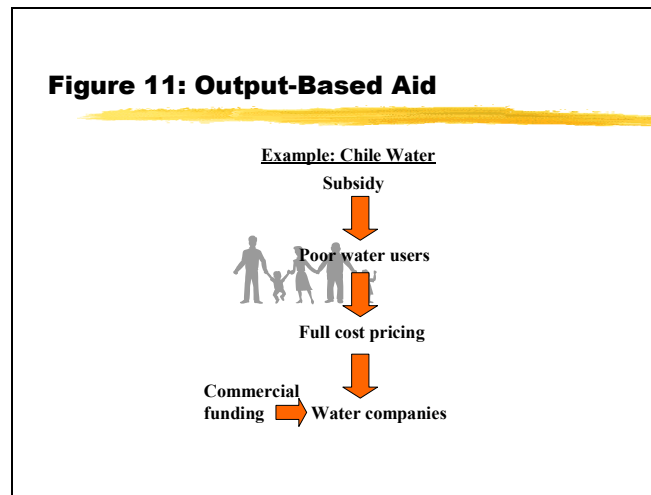 Figure 11: Output-Based Aid
Example: Chile Water
Subsidy
Poor water users
Full cost pricing
Commercial
funding
Water companies